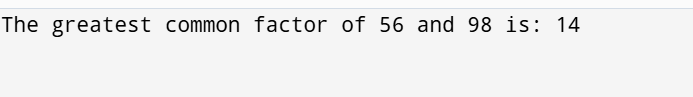 The greatest common factor of 56 and 98 is: 14